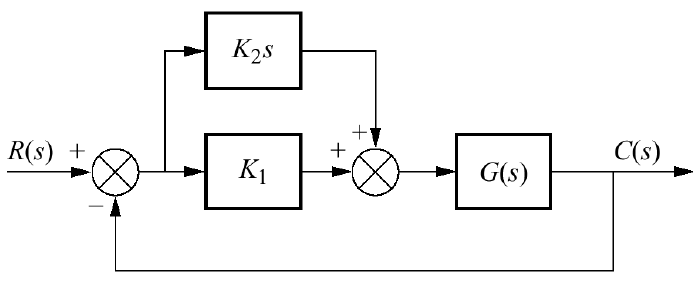 K₂s
R(s) + K₁ + + G(s) C(s)
−